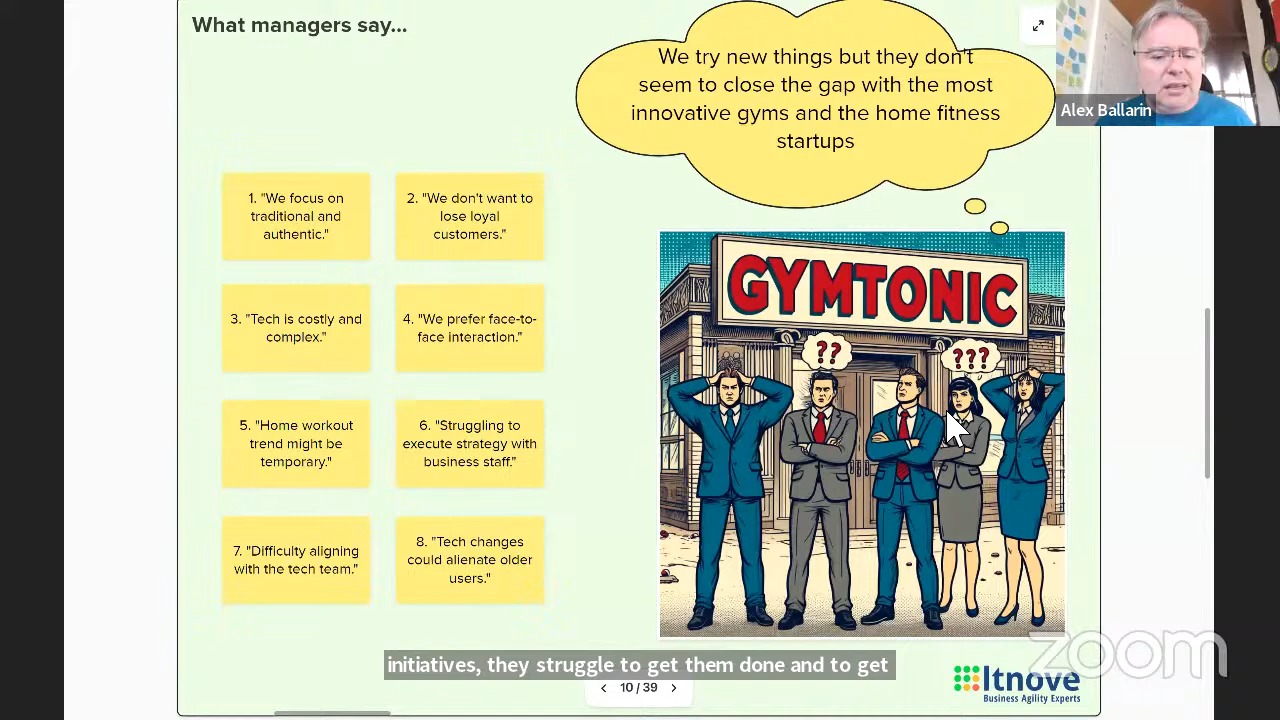 What managers say...
We try new things but they don't
seem to close the gap with the most
innovative gyms and the home fitness
startups
Alex Ballarin
1. "We focus on
traditional and
authentic."
2. "We don't want to
lose loyal
customers."
3. "Tech is costly and
complex."
4. "We prefer face-to-
face interaction."
5. "Home workout
trend might be
temporary."
6. "Struggling to
execute strategy with
business staff."
7. "Difficulty aligning
with the tech team."
8. "Tech changes
could alienate older
users."
GYMTONIC
??
???
initiatives, they struggle to get them done and to get
10 / 39
Itnove
Business Agility Experts
zoom